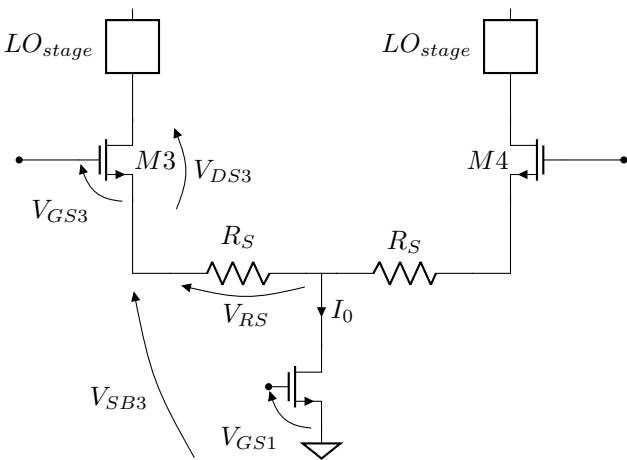 LO_stage
LO_stage
M3
M4
V_DS3
V_GS3
R_S
R_S
V_RS
I_0
V_SB3
V_GS1